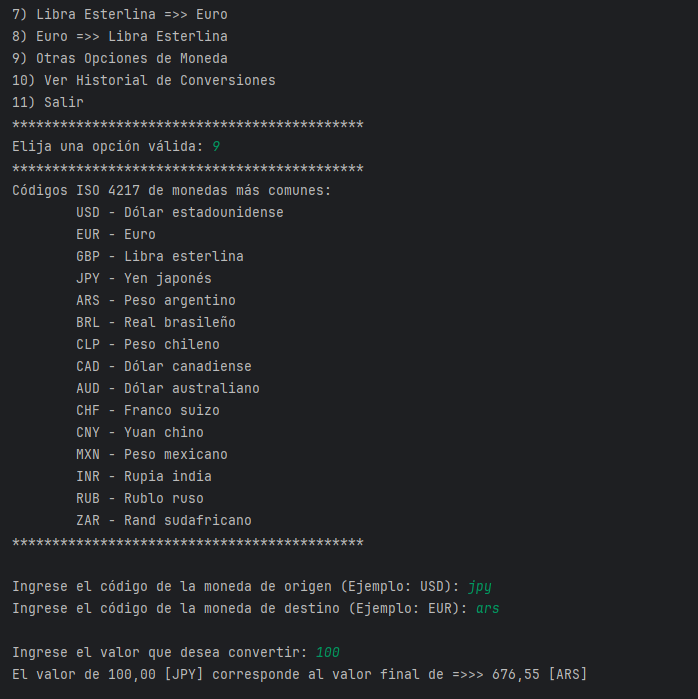 7) Libra Esterlina =>> Euro
8) Euro =>> Libra Esterlina
9) Otras Opciones de Moneda
10) Ver Historial de Conversiones
11) Salir
********************************************
Elija una opción válida: 9
********************************************
Códigos ISO 4217 de monedas más comunes:
USD - Dólar estadounidense
EUR - Euro
GBP - Libra esterlina
JPY - Yen japonés
ARS - Peso argentino
BRL - Real brasileño
CLP - Peso chileno
CAD - Dólar canadiense
AUD - Dólar australiano
CHF - Franco suizo
CNY - Yuan chino
MXN - Peso mexicano
INR - Rupia india
RUB - Rublo ruso
ZAR - Rand sudafricano
********************************************
Ingrese el código de la moneda de origen (Ejemplo: USD): jpy
Ingrese el código de la moneda de destino (Ejemplo: EUR): ars
Ingrese el valor que desea convertir: 100
El valor de 100,00 [JPY] corresponde al valor final de =>>> 676,55 [ARS]